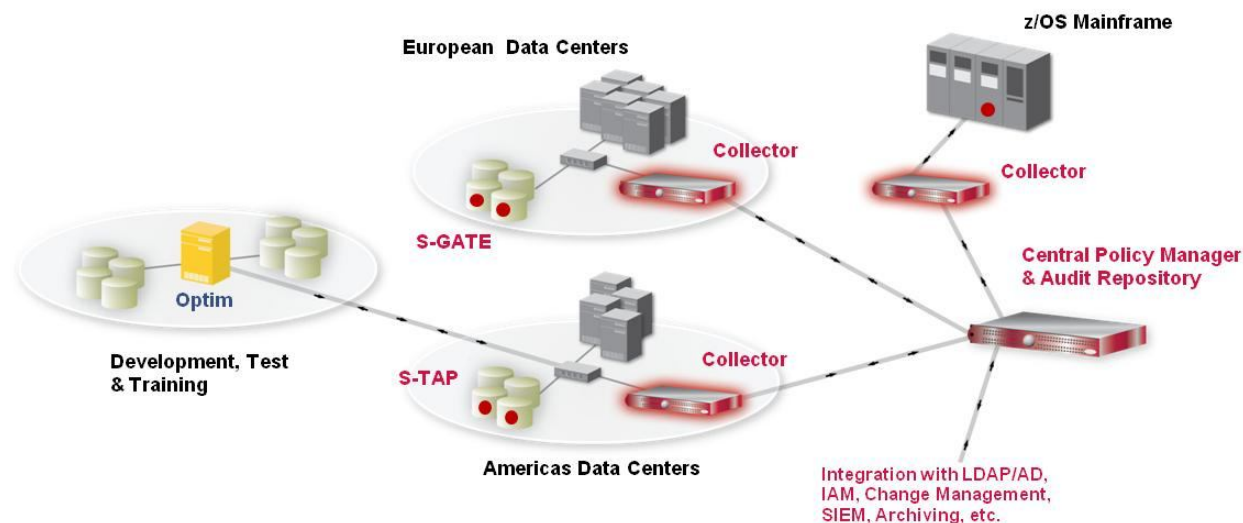 z/OS Mainframe
European Data Centers
Collector
Collector
S-GATE
Central Policy Manager
& Audit Repository
Optim
Development, Test
& Training
S-TAP
Collector
Americas Data Centers
Integration with LDAP/AD,
IAM, Change Management,
SIEM, Archiving, etc.